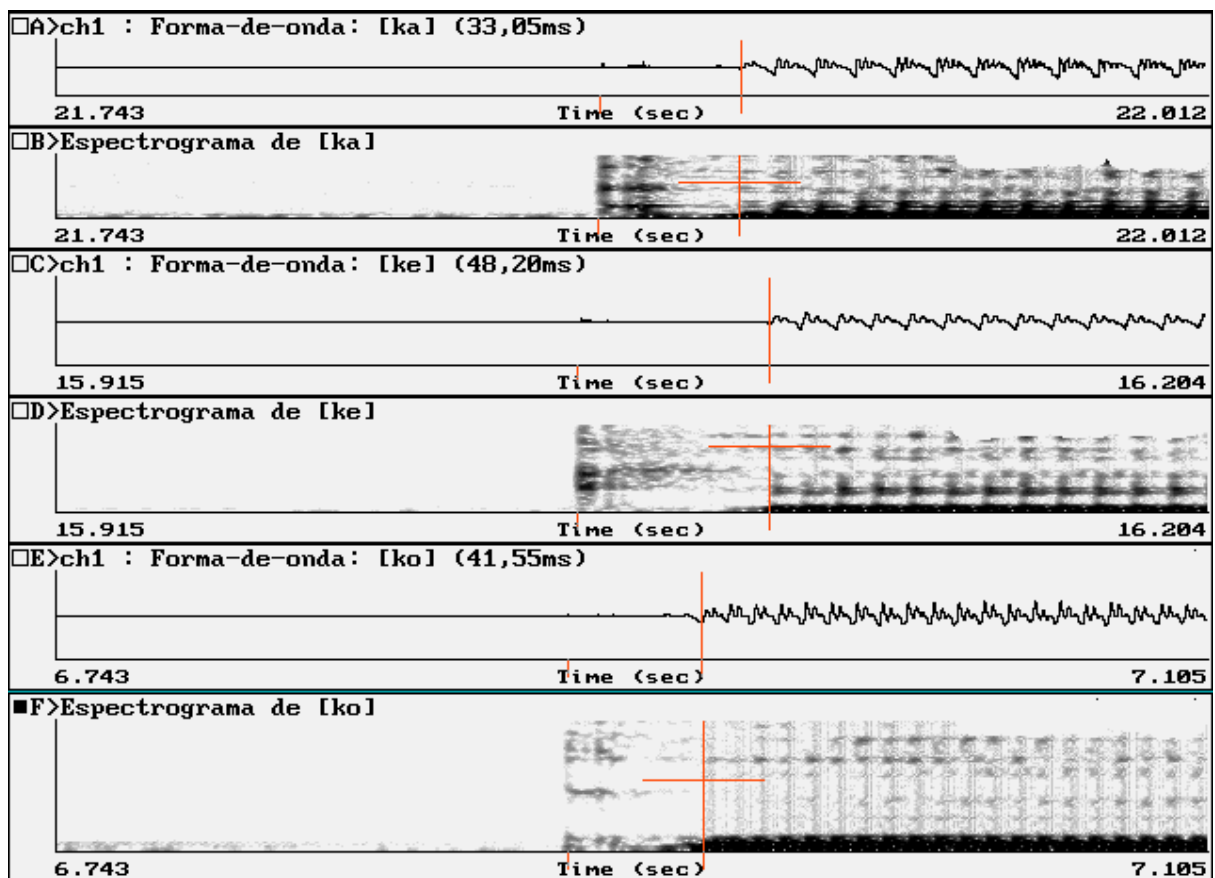 □A>ch1 : Forma-de-onda: [ka] (33,05ms)
21.743 Time (sec) 22.012
□B>Espectrograma de [ka]
21.743 Time (sec) 22.012
□C>ch1 : Forma-de-onda: [ke] (48,20ms)
15.915 Time (sec) 16.204
□D>Espectrograma de [ke]
15.915 Time (sec) 16.204
□E>ch1 : Forma-de-onda: [ko] (41,55ms)
6.743 Time (sec) 7.105
■F>Espectrograma de [ko]
6.743 Time (sec) 7.105